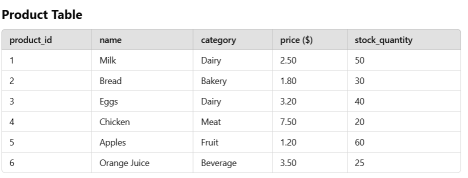 Product Table
product_id name category price ($) stock_quantity
1 Milk Dairy 2.50 50
2 Bread Bakery 1.80 30
3 Eggs Dairy 3.20 40
4 Chicken Meat 7.50 20
5 Apples Fruit 1.20 60
6 Orange Juice Beverage 3.50 25